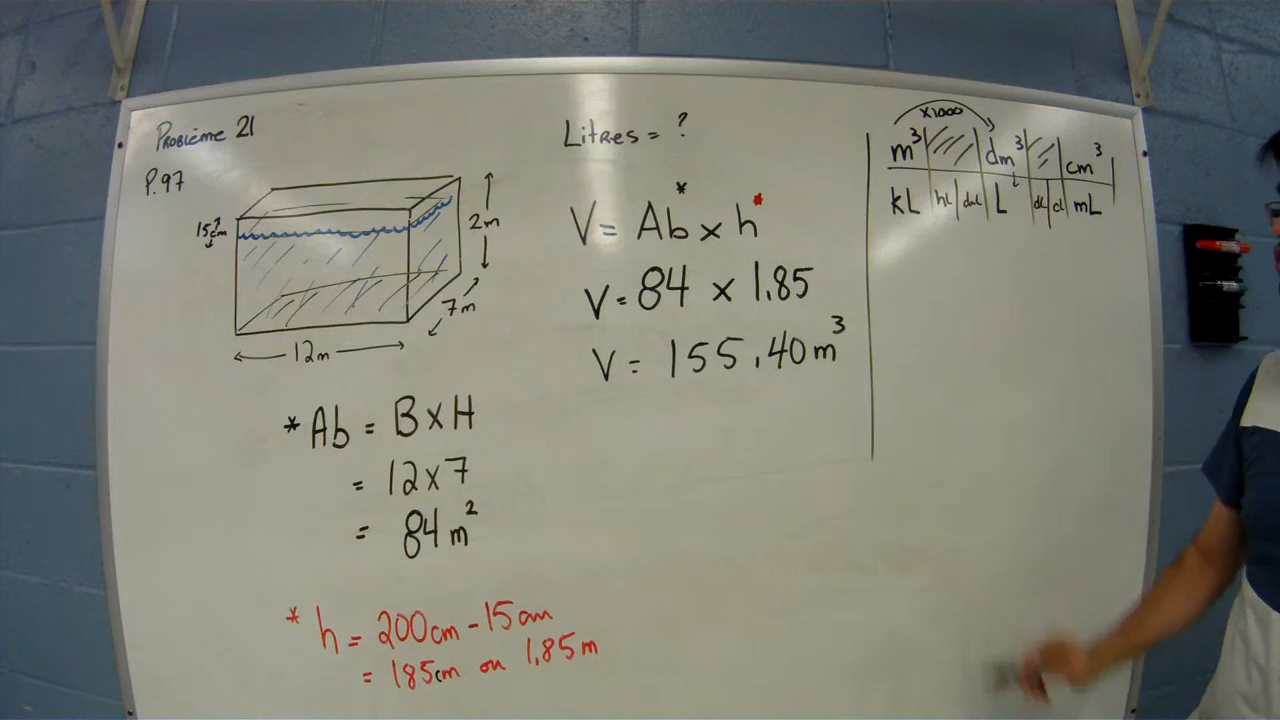 Problème 21
P.97
15cm
2m
7m
12m
*Ab = B x H
= 12 x 7
= 84 m²
* h = 200cm - 15cm
= 185cm ou 1,85m
Litres = ?
*
*
V = Ab x h
V = 84 x 1.85
V = 155,40 m³
x1000
m³ dm³ cm³
kL hL daL L dL cL mL